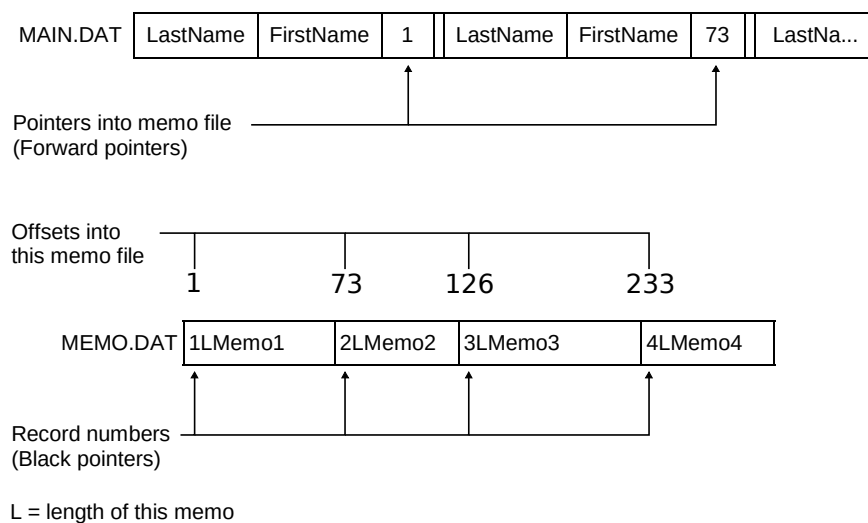 MAIN.DAT LastName FirstName 1 LastName FirstName 73 LastNa...
Pointers into memo file
(Forward pointers)
Offsets into
this memo file
1 73 126 233
MEMO.DAT 1LMemo1 2LMemo2 3LMemo3 4LMemo4
Record numbers
(Black pointers)
L = length of this memo